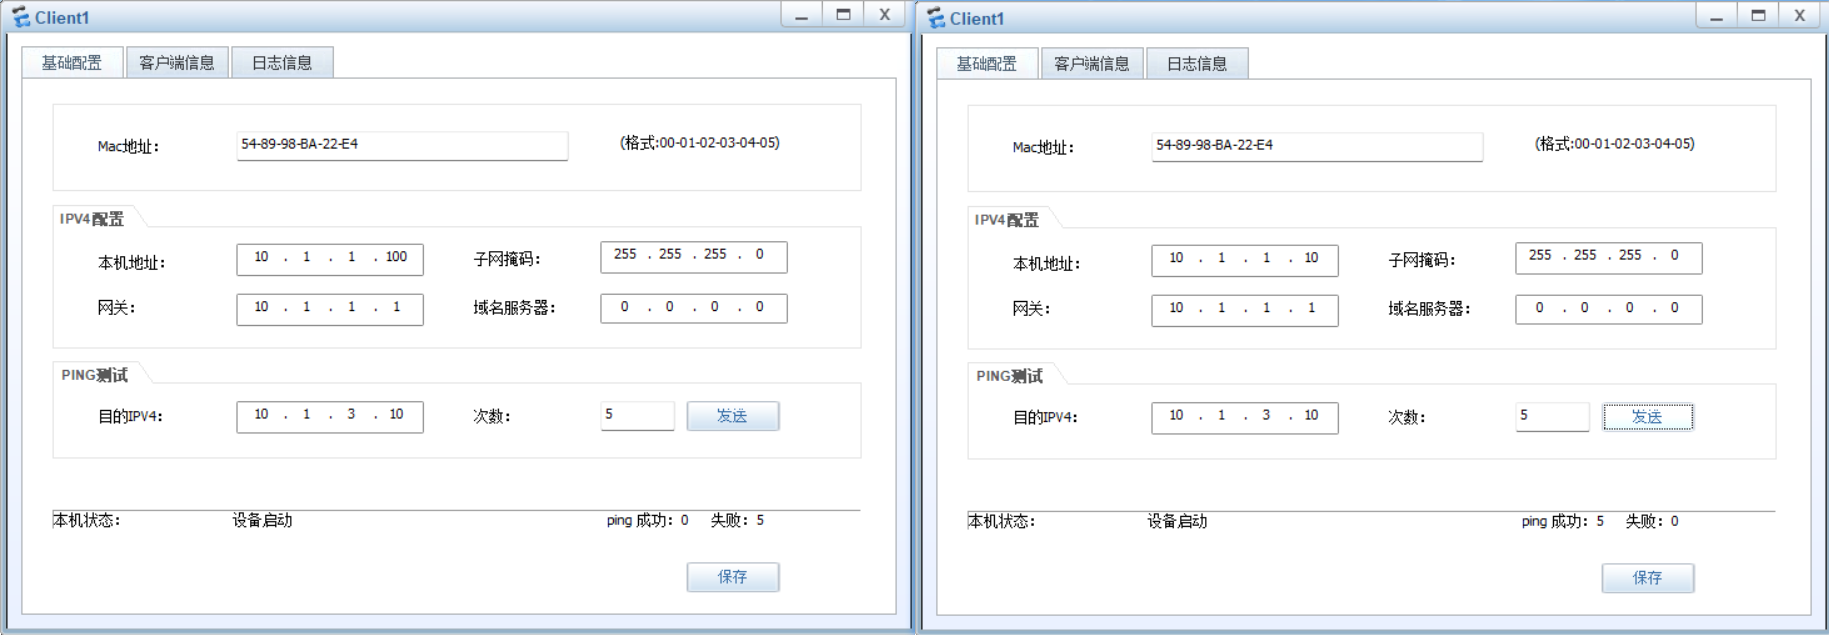 Client1
基础配置 客户端信息 日志信息
Mac地址: 54-89-98-BA-22-E4 (格式:00-01-02-03-04-05)
IPV4配置
本机地址: 10 . 1 . 1 . 100 子网掩码: 255 . 255 . 255 . 0
网关: 10 . 1 . 1 . 1 域名服务器: 0 . 0 . 0 . 0
PING测试
目的IPV4: 10 . 1 . 3 . 10 次数: 5 发送
本机状态: 设备启动 ping 成功: 0 失败: 5
保存
Client1
基础配置 客户端信息 日志信息
Mac地址: 54-89-98-BA-22-E4 (格式:00-01-02-03-04-05)
IPV4配置
本机地址: 10 . 1 . 1 . 10 子网掩码: 255 . 255 . 255 . 0
网关: 10 . 1 . 1 . 1 域名服务器: 0 . 0 . 0 . 0
PING测试
目的IPV4: 10 . 1 . 3 . 10 次数: 5 发送
本机状态: 设备启动 ping 成功: 5 失败: 0
保存